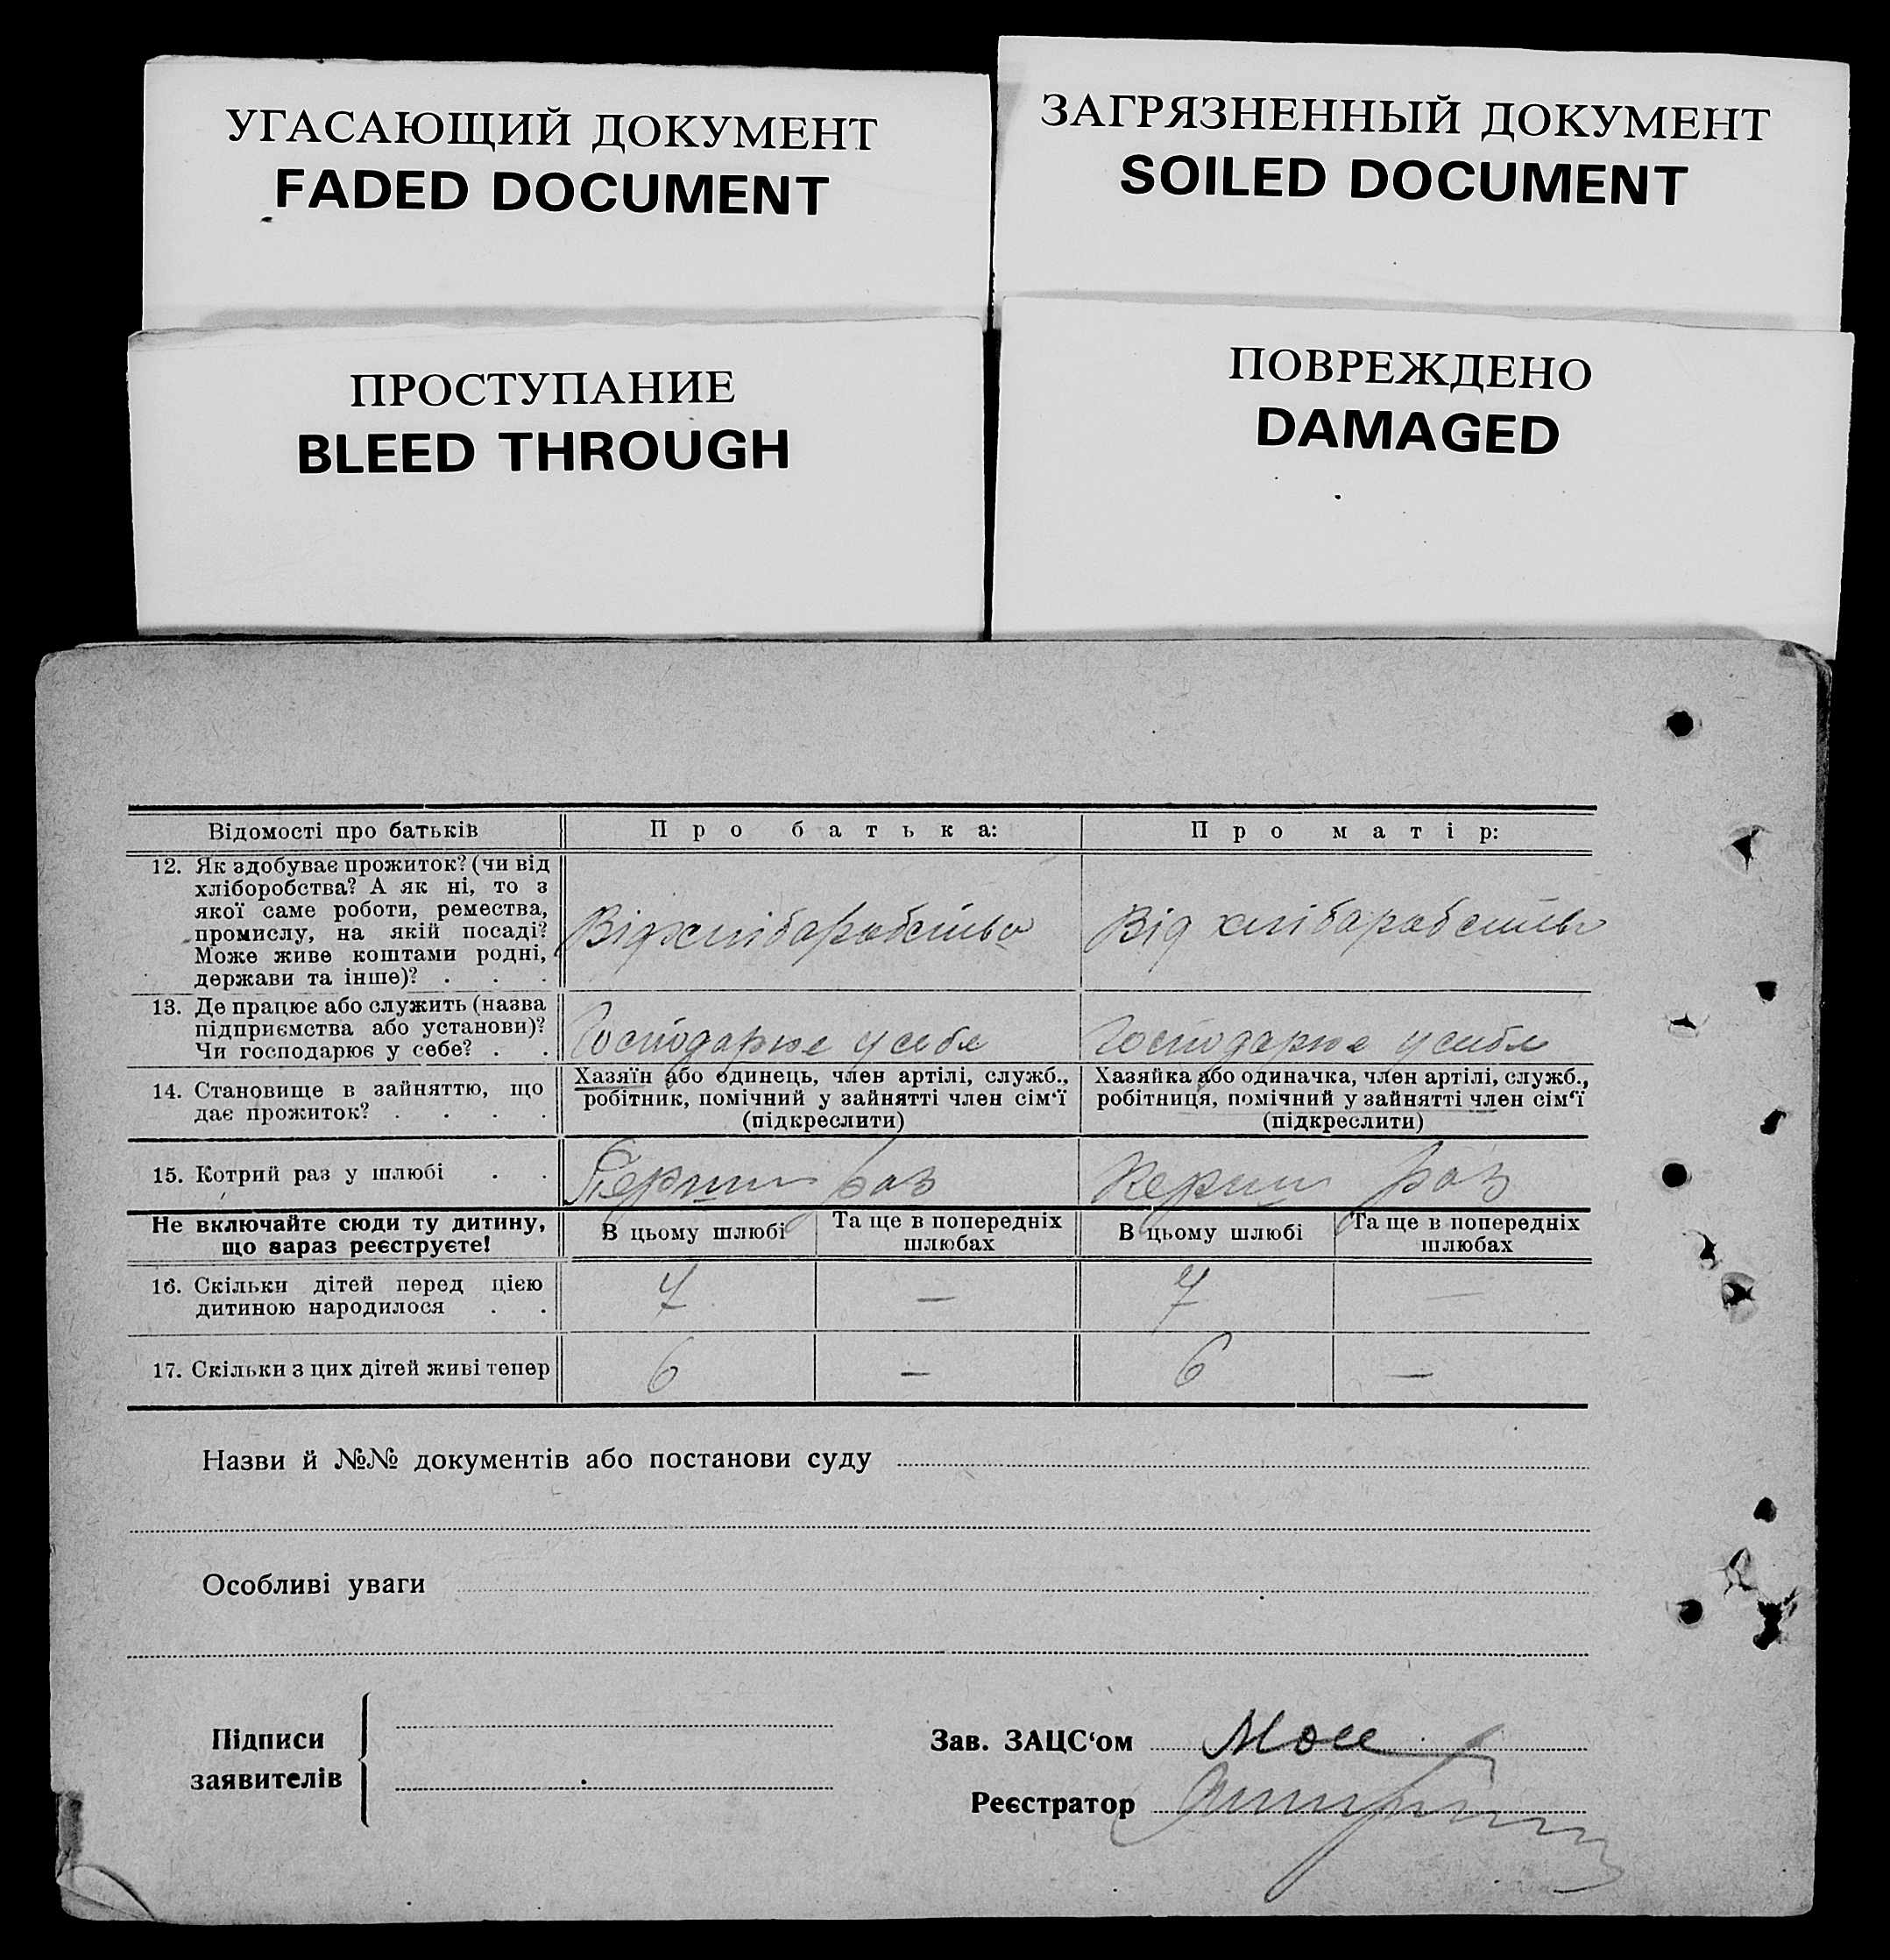 УГАСАЮЩИЙ ДОКУМЕНТ
FADED DOCUMENT
ЗАГРЯЗНЕННЫЙ ДОКУМЕНТ
SOILED DOCUMENT
ПРОСТУПАНИЕ
BLEED THROUGH
ПОВРЕЖДЕНО
DAMAGED
Відомості про батьків
Про батька:
Про матір:
12. Як здобуває прожиток? (чи від
хліборобства? А як ні, то з
якої саме роботи, ремества,
промислу, на якій посаді?
Може живе коштами родні,
держави та інше)? . . .
Від хлібаробства
Від хлібаробства
13. Де працює або служить (назва
підприємства або установи)?
Чи господарює у себе? . .
Господарює у себе
Господарює у себе
14. Становище в зайняттю, що
дає прожиток? . . . .
Хазяїн або одинець, член артілі, служб.,
робітник, помічний у зайнятті член сім‘ї
(підкреслити)
Хазяйка або одиначка, член артілі, служб.,
робітниця, помічний у зайнятті член сім‘ї
(підкреслити)
15. Котрий раз у шлюбі . .
Перший раз
Перший раз
Не включайте сюди ту дитину,
що зараз реєструєте!
В цьому шлюбі
Та ще в попередніх
шлюбах
В цьому шлюбі
Та ще в попередніх
шлюбах
16. Скільки дітей перед цією
дитиною народилося . .
7 — 7 —
17. Скільки з цих дітей живі тепер
6 — 6 —
Назви й №№ документів або постанови суду
Особливі уваги
Підписи
заявителів
Зав. ЗАЦС‘ом
Реєстратор